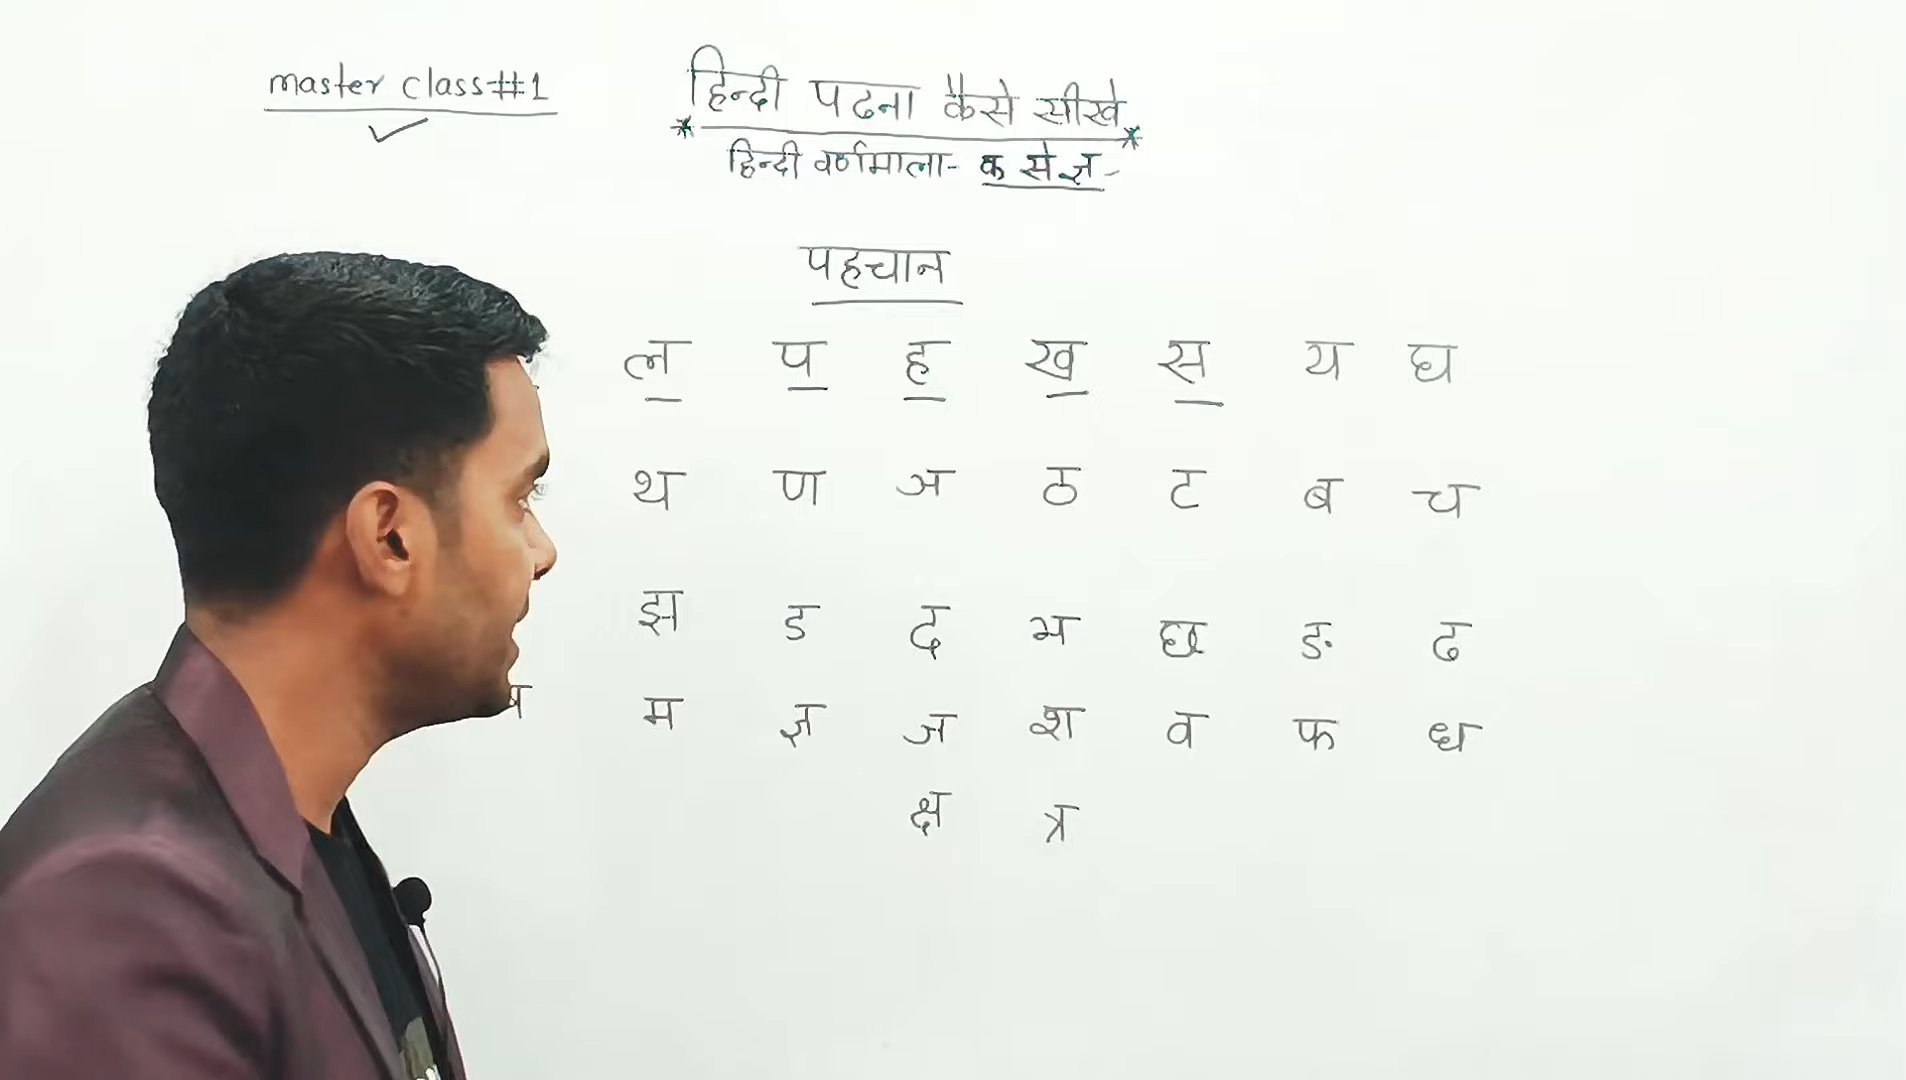 master class#1
हिन्दी पढना कैसे सीखे
हिन्दी वर्णमाला- क से ज्ञ-
पहचान
ल प ह ख स य घ
थ ण ञ ठ ट ब च
झ ड द भ छ ङ ढ
म ज्ञ ज श व फ ध
क्ष त्र